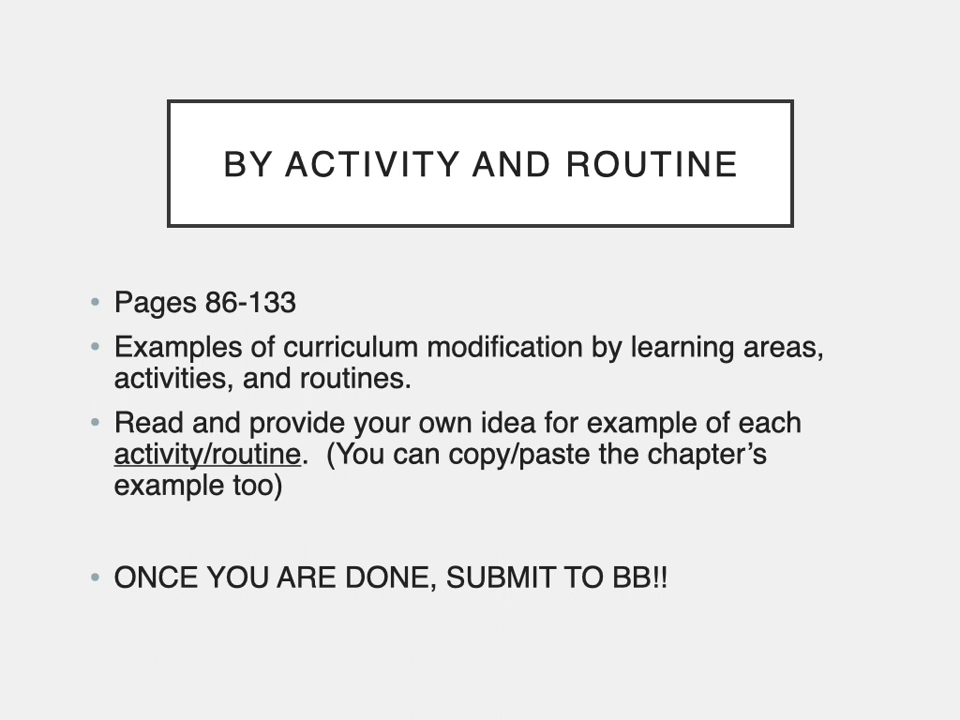 BY ACTIVITY AND ROUTINE
• Pages 86-133
• Examples of curriculum modification by learning areas,
activities, and routines.
• Read and provide your own idea for example of each
activity/routine.  (You can copy/paste the chapter’s
example too)
• ONCE YOU ARE DONE, SUBMIT TO BB!!